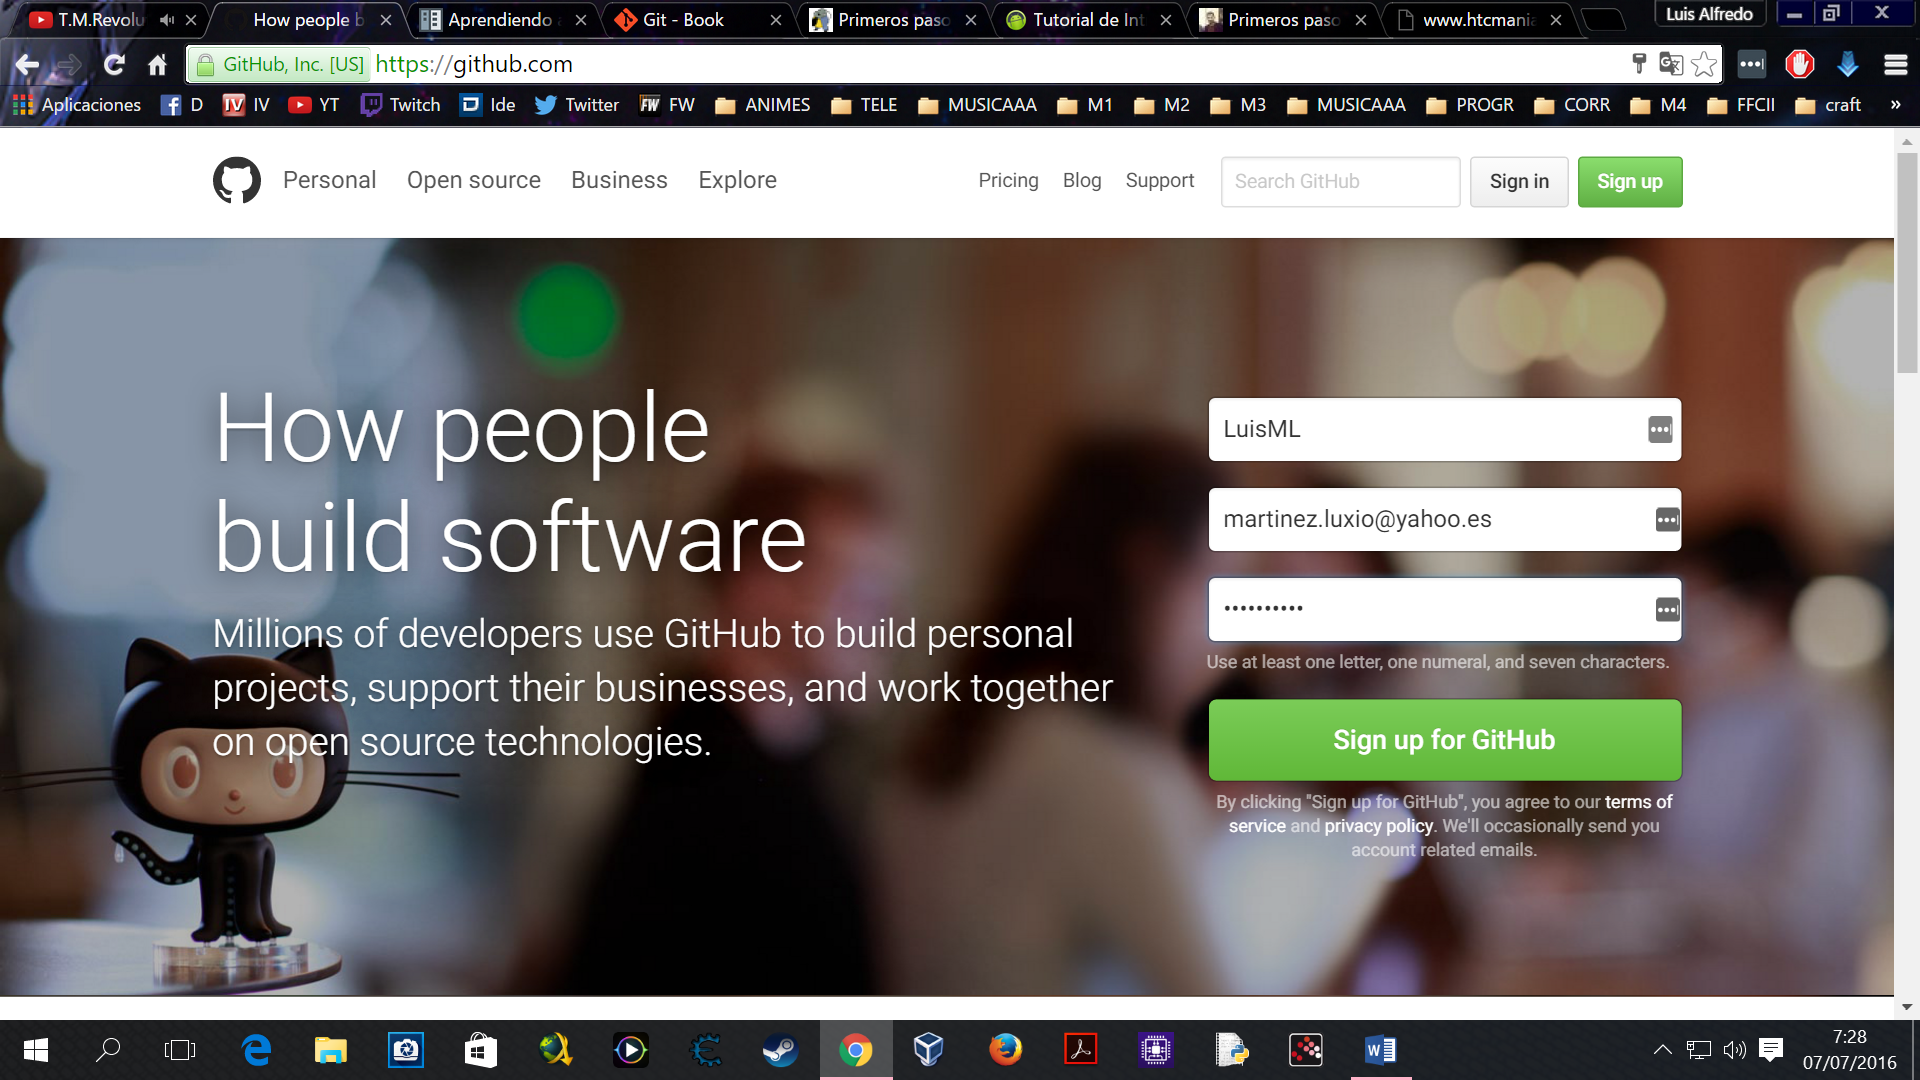 T.M.Revolu
How people b
Aprendiendo
Git - Book
Primeros paso
Tutorial de Int
Primeros paso
www.htcmania
Luis Alfredo
GitHub, Inc. [US] https://github.com
Aplicaciones
D
IV
YT
Twitch
Ide
Twitter
FW
ANIMES
TELE
MUSICAAA
M1
M2
M3
MUSICAAA
PROGR
CORR
M4
FFCII
craft
»
Personal
Open source
Business
Explore
Pricing
Blog
Support
Search GitHub
Sign in
Sign up
How people
build software
Millions of developers use GitHub to build personal
projects, support their businesses, and work together
on open source technologies.
LuisML
martinez.luxio@yahoo.es
••••••••••
Use at least one letter, one numeral, and seven characters.
Sign up for GitHub
By clicking "Sign up for GitHub", you agree to our terms of
service and privacy policy. We'll occasionally send you
account related emails.
7:28
07/07/2016